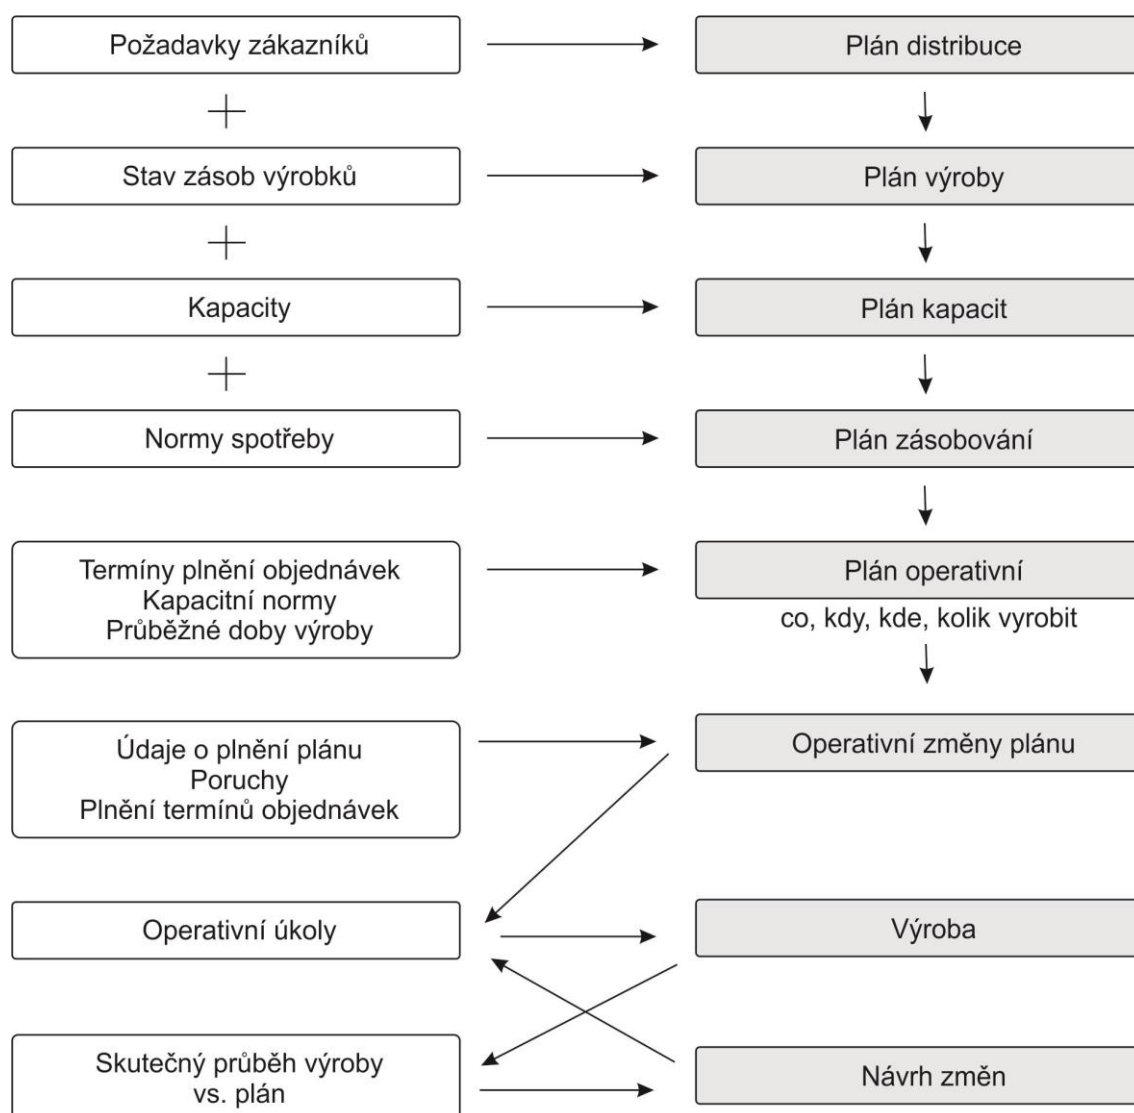 Požadavky zákazníků
Plán distribuce
Stav zásob výrobků
Plán výroby
Kapacity
Plán kapacit
Normy spotřeby
Plán zásobování
Termíny plnění objednávek
Kapacitní normy
Průběžné doby výroby
Plán operativní
co, kdy, kde, kolik vyrobit
Údaje o plnění plánu
Poruchy
Plnění termínů objednávek
Operativní změny plánu
Operativní úkoly
Výroba
Skutečný průběh výroby
vs. plán
Návrh změn